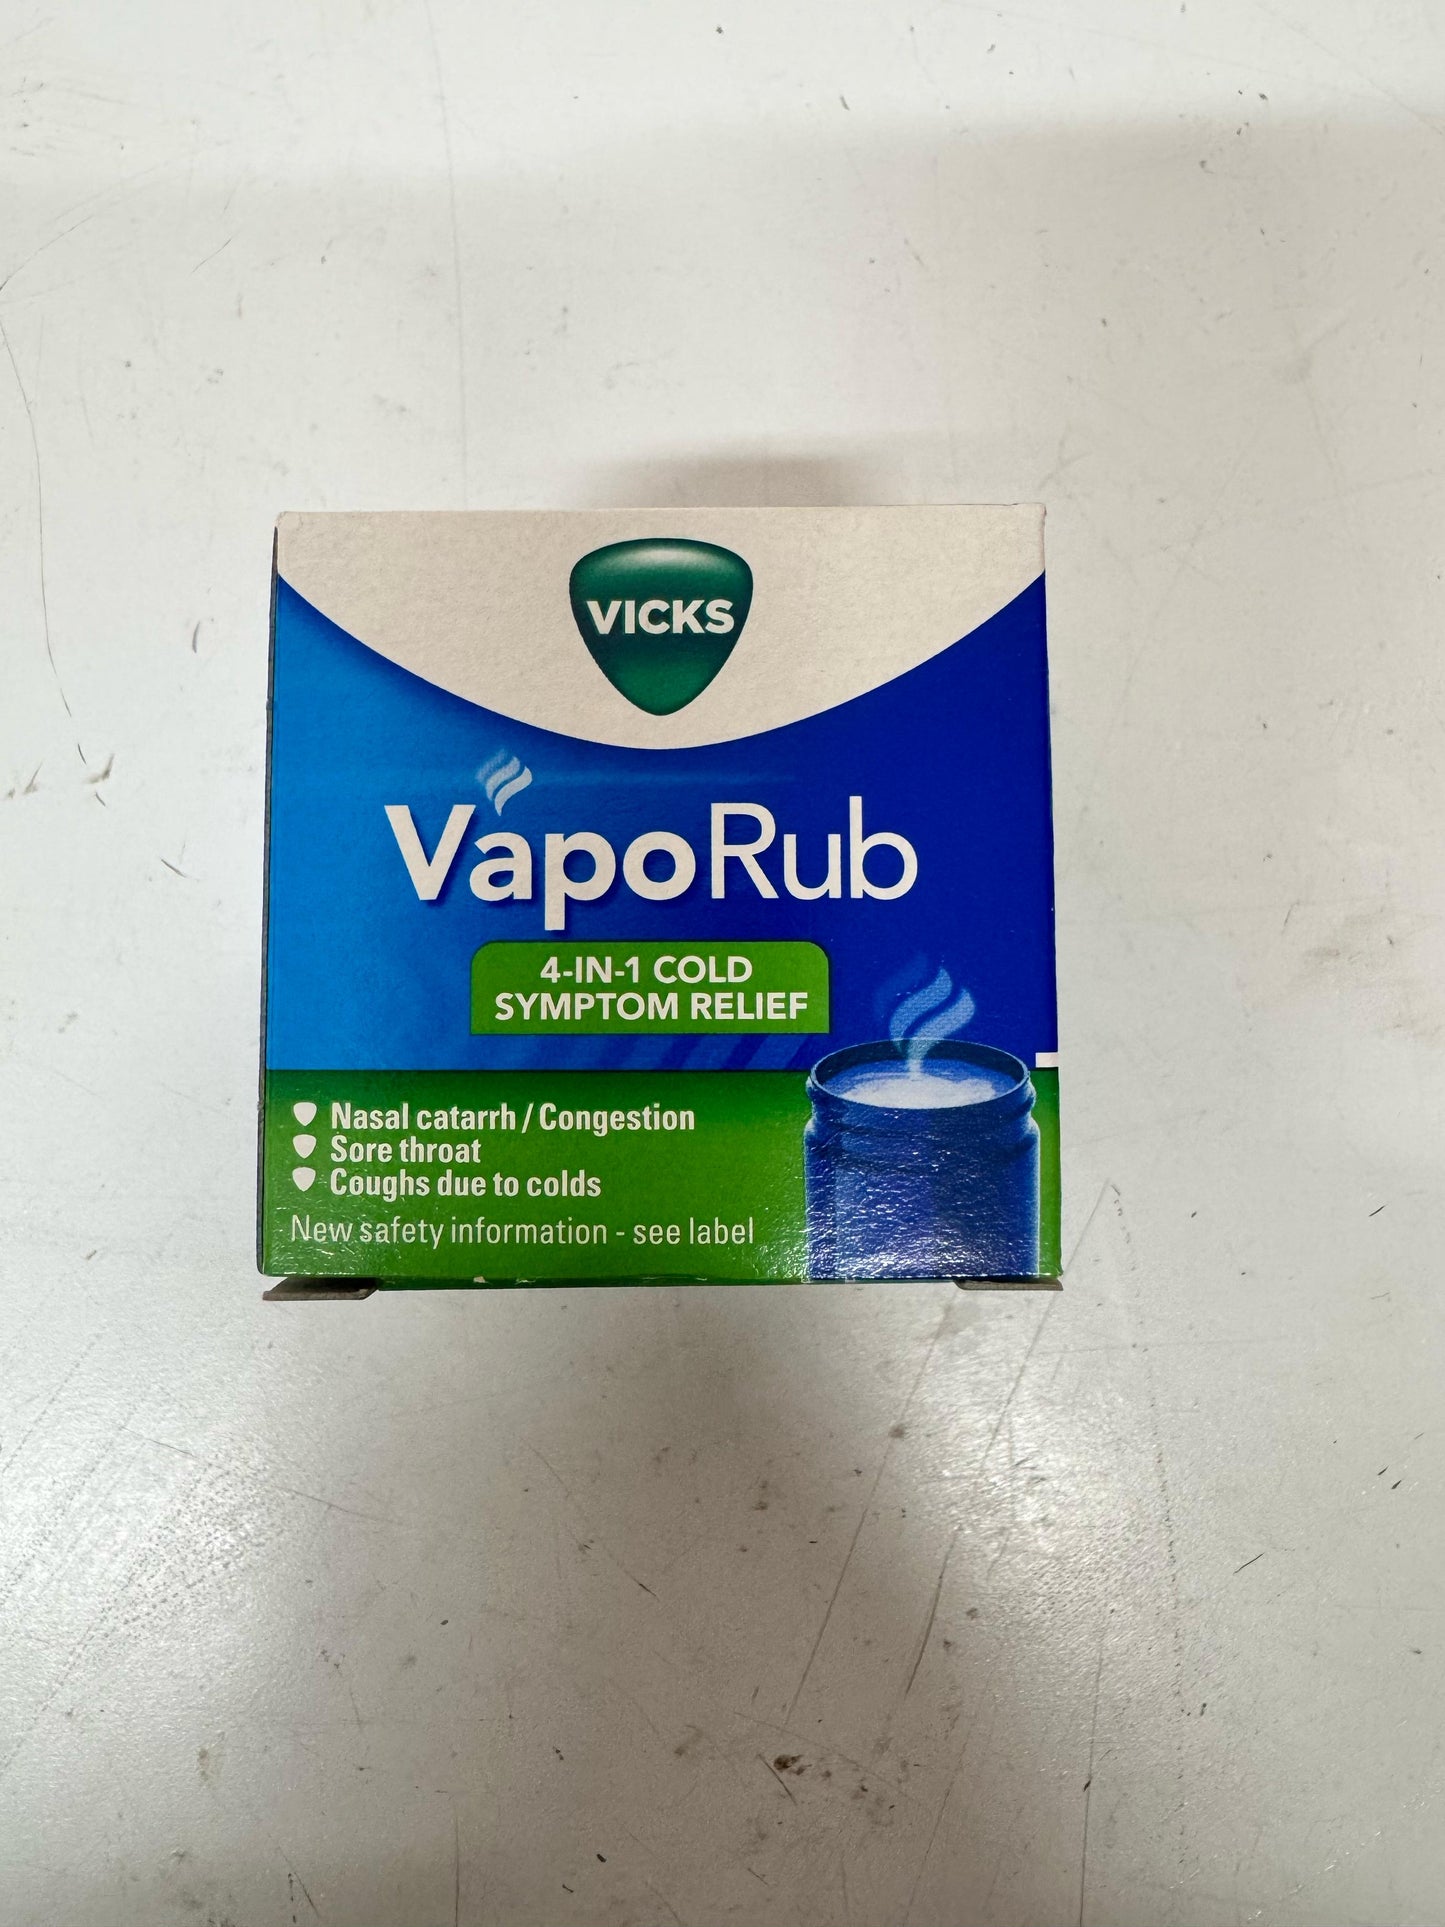 VICKS
VapoRub
4-IN-1 COLD
SYMPTOM RELIEF
Nasal catarrh / Congestion
Sore throat
Coughs due to colds
New safety information - see label